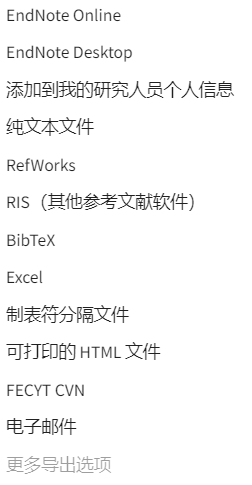 EndNote Online
EndNote Desktop
添加到我的研究人员个人信息
纯文本文件
RefWorks
RIS（其他参考文献软件）
BibTeX
Excel
制表符分隔文件
可打印的 HTML 文件
FECYT CVN
电子邮件
更多导出选项